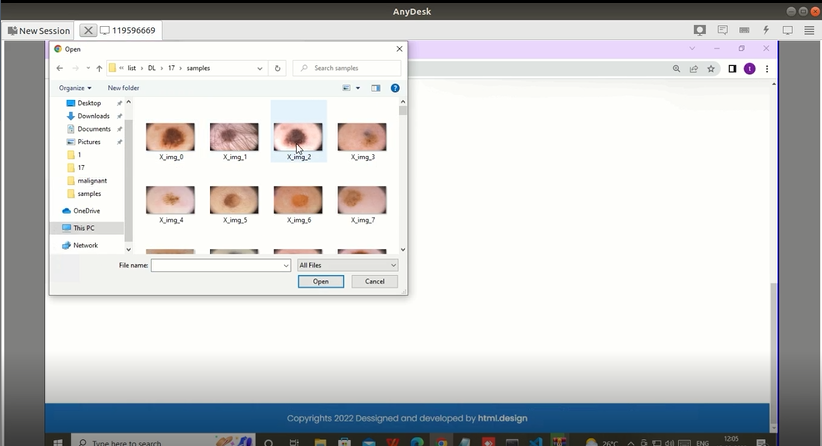 AnyDesk
New Session
119596669
Open
« list > DL > 17 > samples
Search samples
Organize
New folder
Desktop
Downloads
Documents
Pictures
1
17
malignant
samples
OneDrive
This PC
Network
X_img_0
X_img_1
X_img_2
X_img_3
X_img_4
X_img_5
X_img_6
X_img_7
File name:
All Files
Open
Cancel
t
Copyrights 2022 Dessigned and developed by html.design
Type here to search
26°C
ENG
12:05